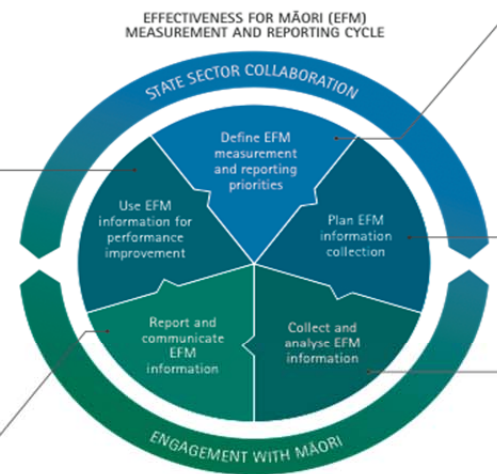 EFFECTIVENESS FOR MĀORI (EFM)
MEASUREMENT AND REPORTING CYCLE
STATE SECTOR COLLABORATION
Define EFM
measurement
and reporting
priorities
Plan EFM
information
collection
Collect and
analyse EFM
information
Report and
communicate
EFM
information
Use EFM
information for
performance
improvement
ENGAGEMENT WITH MĀORI